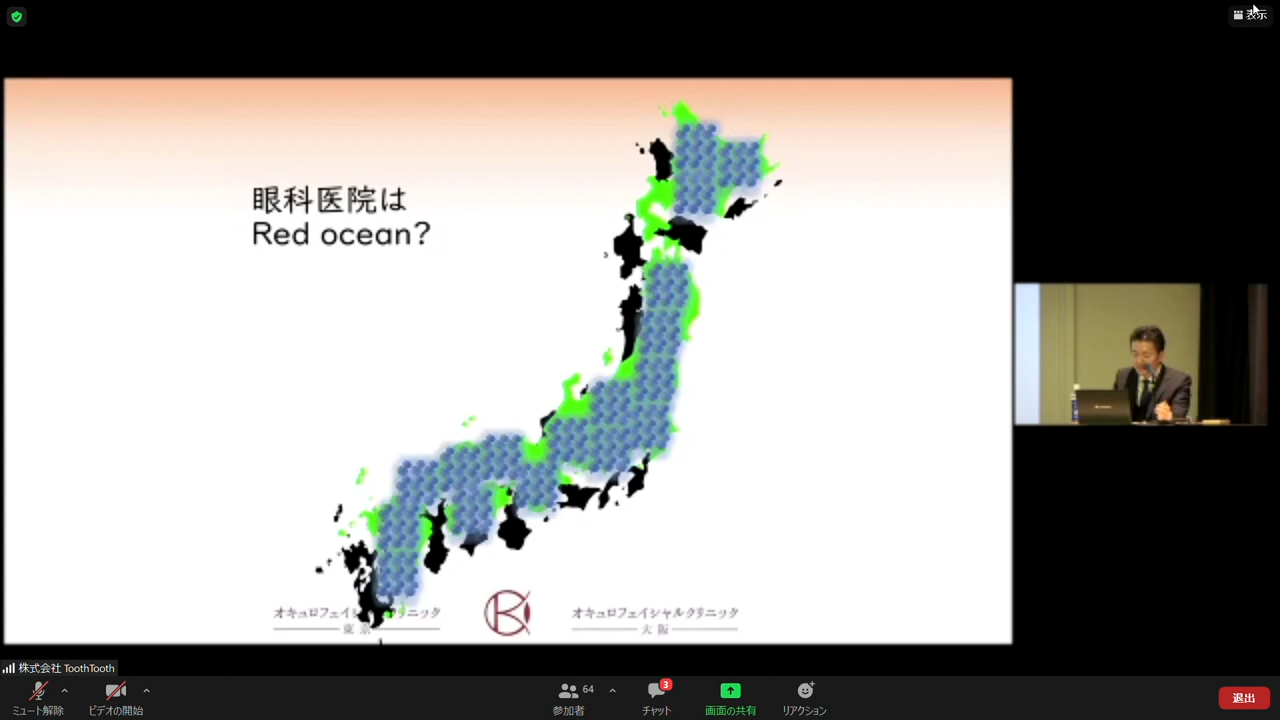 表示
眼科医院は
Red ocean?
オキュロフェイシャルクリニック
東京
オキュロフェイシャルクリニック
大阪
株式会社 ToothTooth
ミュート解除
ビデオの開始
64
参加者
3
チャット
画面の共有
リアクション
退出